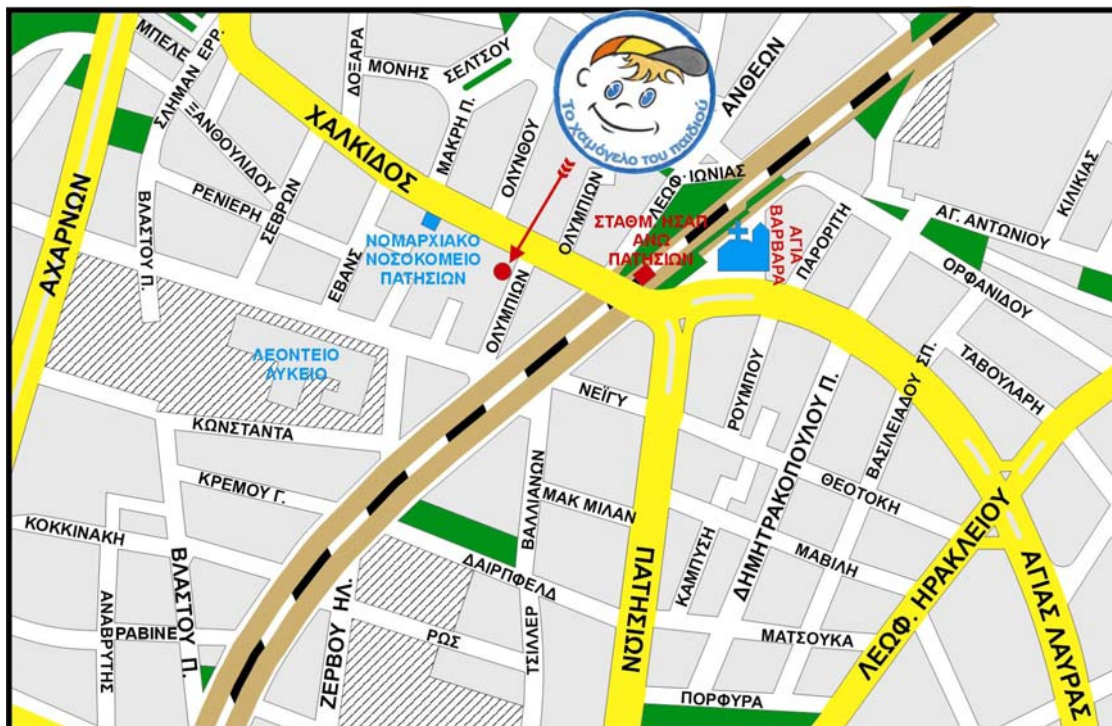 ΜΠΕΛΕ
ΣΛΗΜΑΝ ΕΡΡ.
ΔΟΞΑΡΑ
ΜΟΝΗΣ
ΣΕΛΤΣΟΥ
ΑΝΘΕΩΝ
Το χαμόγελο του παιδιού
ΞΑΝΘΟΥΛΙΔΟΥ
ΧΑΛΚΙΔΟΣ
ΜΑΚΡΗ Π.
ΟΛΥΝΘΟΥ
ΟΛΥΜΠΙΩΝ
ΛΕΩΦ. ΙΩΝΙΑΣ
ΚΙΛΙΚΙΑΣ
ΑΧΑΡΝΩΝ
ΒΛΑΣΤΟΥ Π.
ΡΕΝΙΕΡΗ
ΣΕΒΡΩΝ
ΑΓ. ΑΝΤΩΝΙΟΥ
ΣΤΑΘΜ. ΗΣΑΠ
ΑΝΩ
ΠΑΤΗΣΙΩΝ
ΑΓΙΑ
ΒΑΡΒΑΡΑ
ΠΑΡΟΡΙΤΗ
ΝΟΜΑΡΧΙΑΚΟ
ΝΟΣΟΚΟΜΕΙΟ
ΠΑΤΗΣΙΩΝ
ΕΒΑΝΣ
ΟΛΥΜΠΙΩΝ
ΟΡΦΑΝΙΔΟΥ
ΛΕΟΝΤΕΙΟ
ΛΥΚΕΙΟ
ΝΕΪΓΥ
ΡΟΥΜΠΟΥ
ΔΗΜΗΤΡΑΚΟΠΟΥΛΟΥ Π.
ΒΑΣΙΛΕΙΑΔΟΥ ΣΠ.
ΤΑΒΟΥΛΑΡΗ
ΚΩΝΣΤΑΝΤΑ
ΚΡΕΜΟΥ Γ.
ΒΑΛΛΙΑΝΩΝ
ΜΑΚ ΜΙΛΑΝ
ΘΕΟΤΟΚΗ
ΚΟΚΚΙΝΑΚΗ
ΒΛΑΣΤΟΥ Π.
ΔΑΙΡΠΦΕΛΔ
ΠΑΤΗΣΙΩΝ
ΚΑΜΠΥΣΗ
ΜΑΒΙΛΗ
ΛΕΩΦ. ΗΡΑΚΛΕΙΟΥ
ΑΓΙΑΣ ΛΑΥΡΑΣ
ΑΝΑΒΡΥΤΗΣ
ΡΑΒΙΝΕ
ΖΕΡΒΟΥ ΗΛ.
ΡΩΣ
ΤΣΙΛΛΕΡ
ΜΑΤΣΟΥΚΑ
ΠΟΡΦΥΡΑ